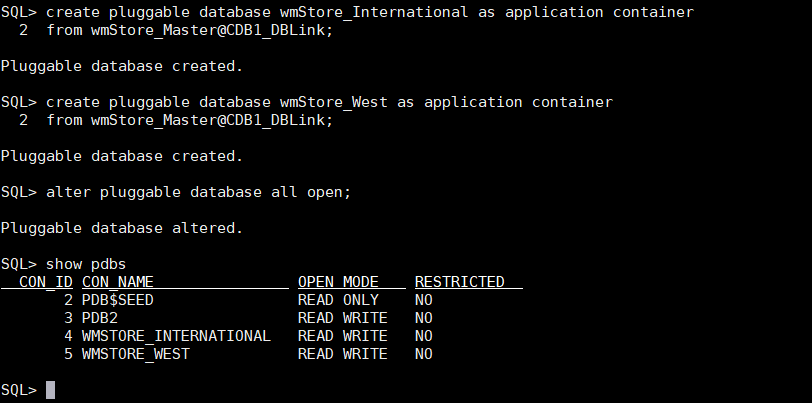 SQL> create pluggable database wmStore_International as application container
  2  from wmStore_Master@CDB1_DBLink;
Pluggable database created.
SQL> create pluggable database wmStore_West as application container
  2  from wmStore_Master@CDB1_DBLink;
Pluggable database created.
SQL> alter pluggable database all open;
Pluggable database altered.
SQL> show pdbs
CON_ID CON_NAME OPEN MODE RESTRICTED
2 PDB$SEED READ ONLY NO
3 PDB2 READ WRITE NO
4 WMSTORE_INTERNATIONAL READ WRITE NO
5 WMSTORE_WEST READ WRITE NO
SQL>